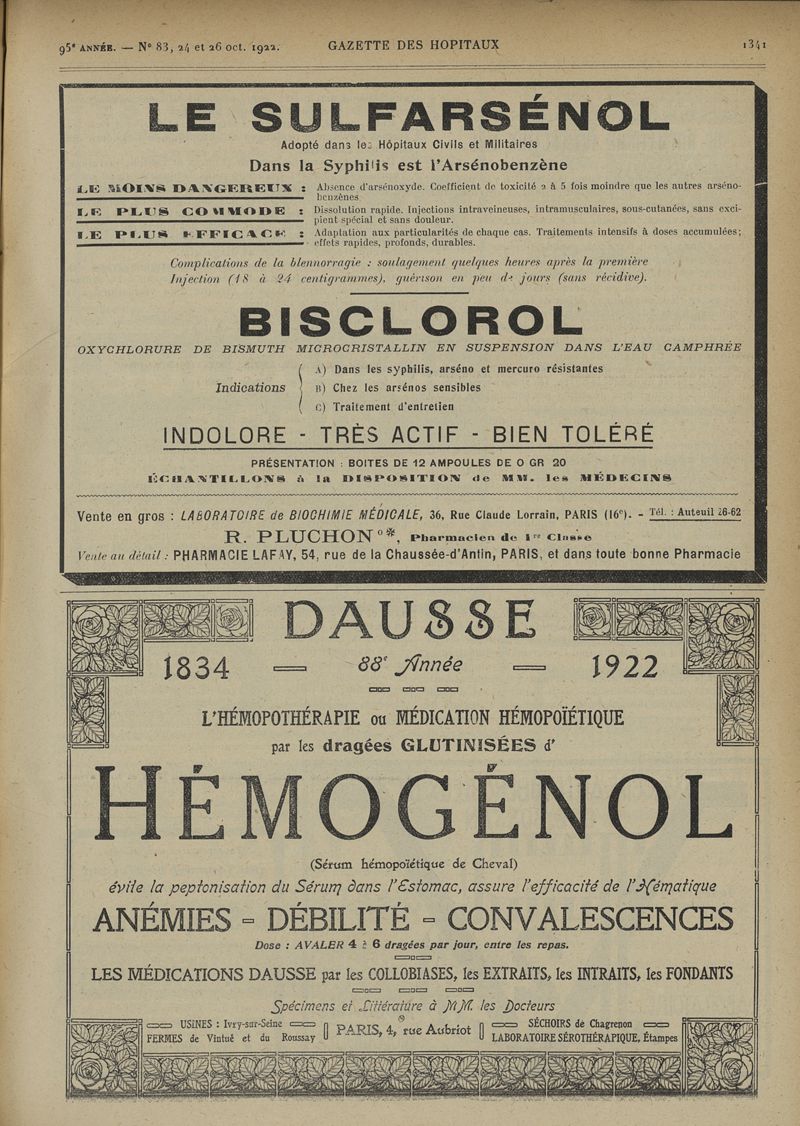 95e ANNÉE. — N° 83, 24 et 26 oct. 1922. GAZETTE DES HOPITAUX 1341
LE SULFARSÉNOL
Adopté dans les Hôpitaux Civils et Militaires
Dans la Syphilis est l'Arsénobenzène
LE MOINS DANGEREUX : Absence d'arsénoxyde. Coefficient de toxicité 2 à 5 fois moindre que les autres arséno-
benzènes
LE PLUS COMMODE : Dissolution rapide. Injections intraveineuses, intramusculaires, sous-cutanées, sans exci-
pient spécial et sans douleur.
LE PLUS EFFICACE : Adaptation aux particularités de chaque cas. Traitements intensifs à doses accumulées;
effets rapides, profonds, durables.
Complications de la blennorragie : soulagement quelques heures après la première
Injection (18 à 24 centigrammes), guérison en peu de jours (sans récidive).
BISCLOROL
OXYCHLORURE DE BISMUTH MICROCRISTALLIN EN SUSPENSION DANS L'EAU CAMPHRÉE
Indications
A) Dans les syphilis, arséno et mercuro résistantes
B) Chez les arsénos sensibles
C) Traitement d'entretien
INDOLORE - TRÈS ACTIF - BIEN TOLÉRÉ
PRÉSENTATION : BOITES DE 12 AMPOULES DE 0 GR 20
ÉCHANTILLONS à la DISPOSITION de MM. les MÉDECINS
Vente en gros : LABORATOIRE de BIOCHIMIE MÉDICALE, 36, Rue Claude Lorrain, PARIS (16e). - Tél. : Auteuil 26-62
R. PLUCHON O*, Pharmacien de 1re Classe
Vente au détail : PHARMACIE LAFAY, 54, rue de la Chaussée-d'Antin, PARIS, et dans toute bonne Pharmacie
DAUSSE
1834 — 88e Année — 1922
L'HÉMOPOTHÉRAPIE ou MÉDICATION HÉMOPOÏÉTIQUE
par les dragées GLUTINISÉES d'
HÉMOGÉNOL
(Sérum hémopoïétique de Cheval)
évite la peptonisation du Sérum dans l'Estomac, assure l'efficacité de l'Hématique
ANÉMIES - DÉBILITÉ - CONVALESCENCES
Dose : AVALER 4 à 6 dragées par jour, entre les repas.
LES MÉDICATIONS DAUSSE par les COLLOBIASES, les EXTRAITS, les INTRAITS, les FONDANTS
Spécimens et Littérature à MM. les Docteurs
USINES : Ivry-sur-Seine
FERMES de Vintué et du Roussay
PARIS, 4, rue Aubriot
SÉCHOIRS de Chagrenon
LABORATOIRE SÉROTHÉRAPIQUE, Étampes